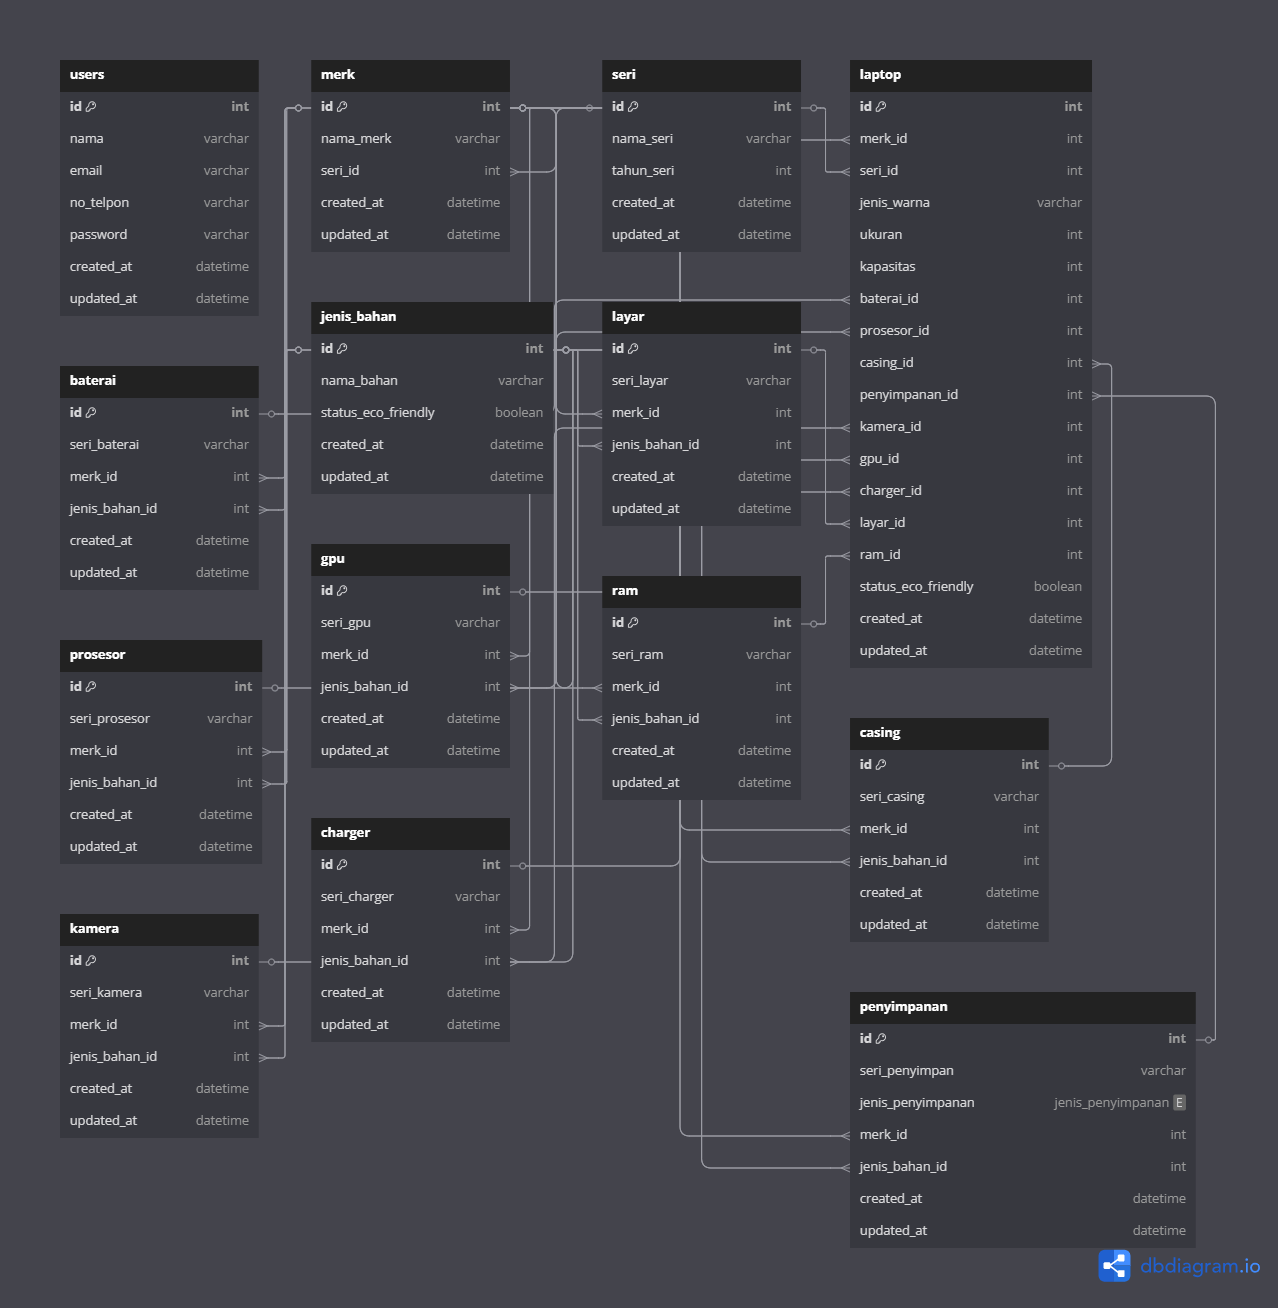 users
id int
nama varchar
email varchar
no_telpon varchar
password varchar
created_at datetime
updated_at datetime
baterai
id int
seri_baterai varchar
merk_id int
jenis_bahan_id int
created_at datetime
updated_at datetime
prosesor
id int
seri_prosesor varchar
merk_id int
jenis_bahan_id int
created_at datetime
updated_at datetime
kamera
id int
seri_kamera varchar
merk_id int
jenis_bahan_id int
created_at datetime
updated_at datetime
merk
id int
nama_merk varchar
seri_id int
created_at datetime
updated_at datetime
jenis_bahan
id int
nama_bahan varchar
status_eco_friendly boolean
created_at datetime
updated_at datetime
gpu
id int
seri_gpu varchar
merk_id int
jenis_bahan_id int
created_at datetime
updated_at datetime
charger
id int
seri_charger varchar
merk_id int
jenis_bahan_id int
created_at datetime
updated_at datetime
seri
id int
nama_seri varchar
tahun_seri int
created_at datetime
updated_at datetime
layar
id int
seri_layar varchar
merk_id int
jenis_bahan_id int
created_at datetime
updated_at datetime
ram
id int
seri_ram varchar
merk_id int
jenis_bahan_id int
created_at datetime
updated_at datetime
laptop
id int
merk_id int
seri_id int
jenis_warna varchar
ukuran int
kapasitas int
baterai_id int
prosesor_id int
casing_id int
penyimpanan_id int
kamera_id int
gpu_id int
charger_id int
layar_id int
ram_id int
status_eco_friendly boolean
created_at datetime
updated_at datetime
casing
id int
seri_casing varchar
merk_id int
jenis_bahan_id int
created_at datetime
updated_at datetime
penyimpanan
id int
seri_penyimpan varchar
jenis_penyimpanan jenis_penyimpanan E
merk_id int
jenis_bahan_id int
created_at datetime
updated_at datetime
dbdiagram.io